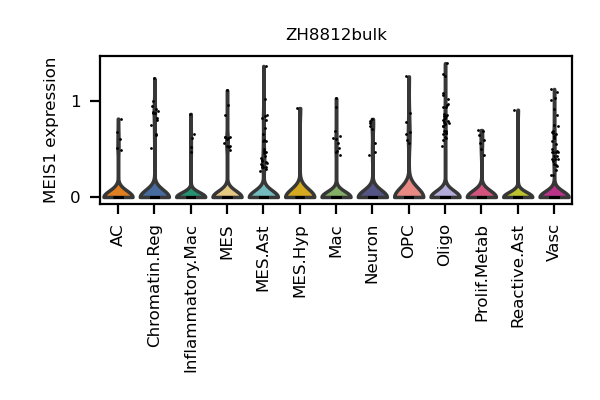 ZH8812bulk
MEIS1 expression
1
0
AC
Chromatin.Reg
Inflammatory.Mac
MES
MES.Ast
MES.Hyp
Mac
Neuron
OPC
Oligo
Prolif.Metab
Reactive.Ast
Vasc